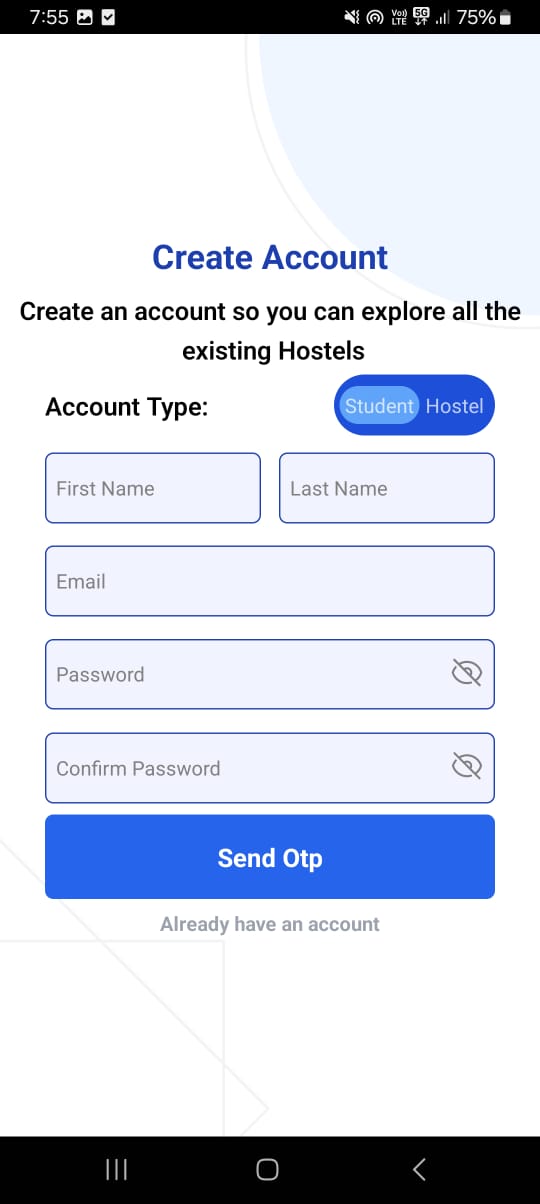 7:55 Vo) LTE 5G 75%
Create Account
Create an account so you can explore all the
existing Hostels
Account Type: Student Hostel
First Name Last Name
Email
Password
Confirm Password
Send Otp
Already have an account